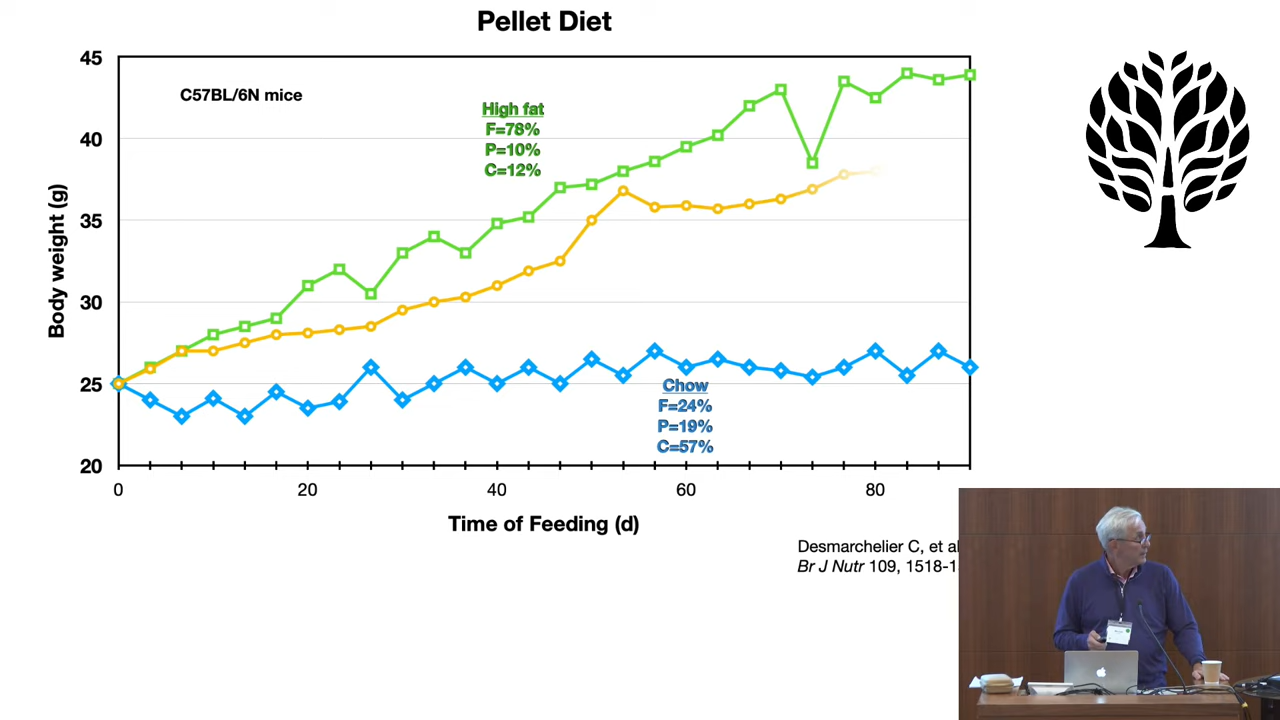 Pellet Diet
45
40
35
30
25
20
Body weight (g)
C57BL/6N mice
High fat
F=78%
P=10%
C=12%
Chow
F=24%
P=19%
C=57%
0
20
40
60
80
Time of Feeding (d)
Desmarchelier C, et al
Br J Nutr 109, 1518-1